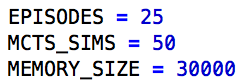 EPISODES = 25
MCTS_SIMS = 50
MEMORY_SIZE = 30000